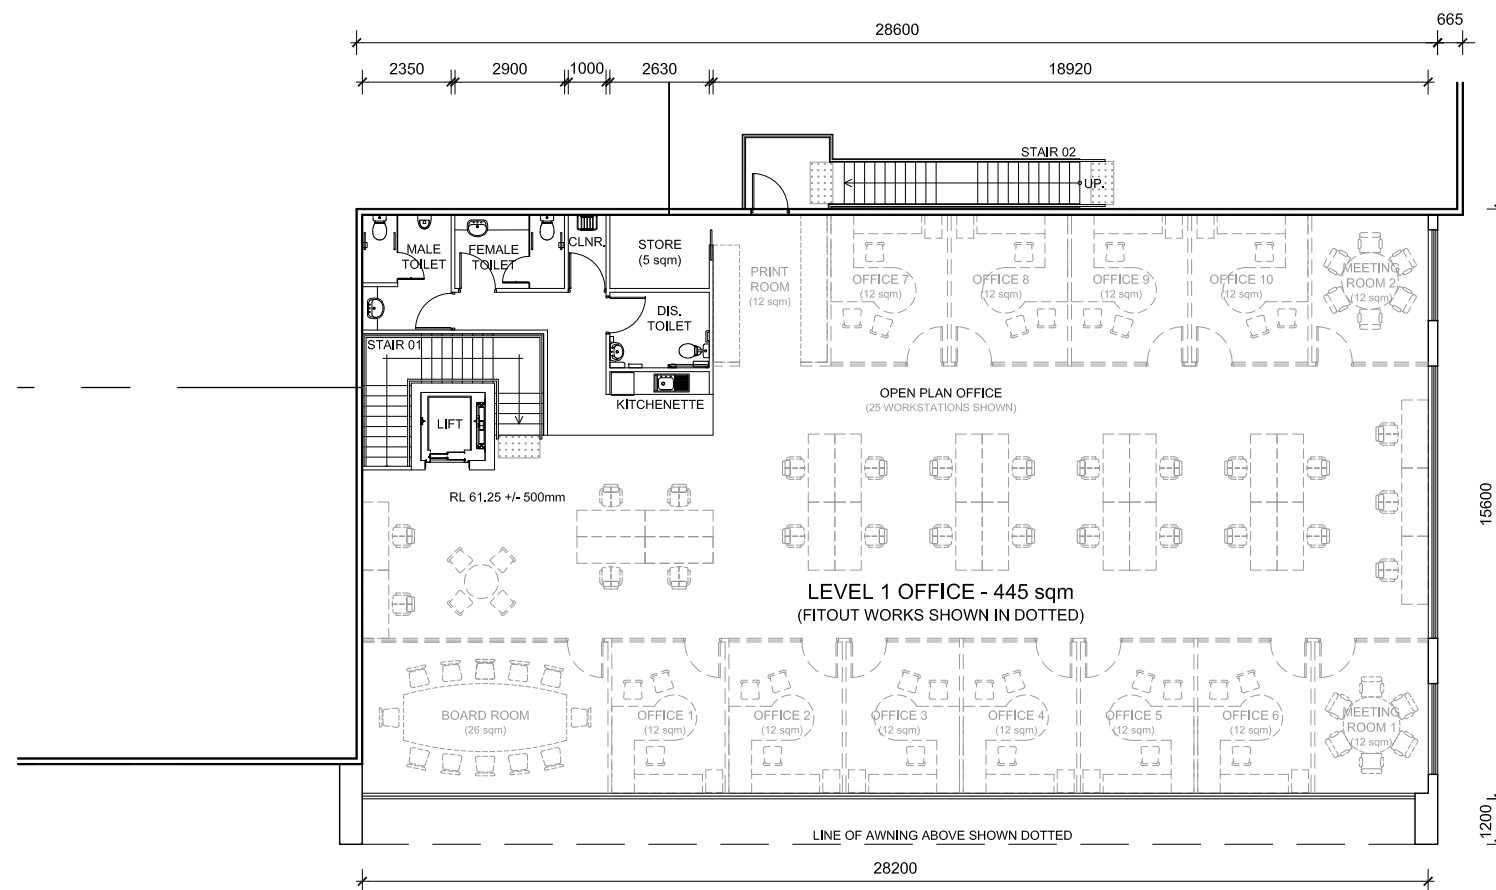 28600
665
2350
2900
1000
2630
18920
STAIR 02
UP.
MALE
TOILET
FEMALE
TOILET
CLNR.
STORE
(5 sqm)
PRINT
ROOM
(12 sqm)
OFFICE 7
(12 sqm)
OFFICE 8
(12 sqm)
OFFICE 9
(12 sqm)
OFFICE 10
(12 sqm)
MEETING
ROOM 2
(12 sqm)
DIS.
TOILET
STAIR 01
KITCHENETTE
LIFT
OPEN PLAN OFFICE
(25 WORKSTATIONS SHOWN)
RL 61.25 +/- 500mm
15600
LEVEL 1 OFFICE - 445 sqm
(FITOUT WORKS SHOWN IN DOTTED)
BOARD ROOM
(26 sqm)
OFFICE 1
(12 sqm)
OFFICE 2
(12 sqm)
OFFICE 3
(12 sqm)
OFFICE 4
(12 sqm)
OFFICE 5
(12 sqm)
OFFICE 6
(12 sqm)
MEETING
ROOM 1
(12 sqm)
1200
LINE OF AWNING ABOVE SHOWN DOTTED
28200